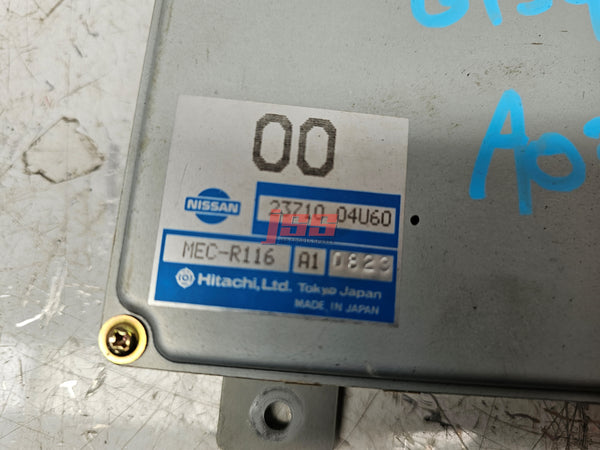 00
NISSAN
23710 04U60
MEC-R116 A1 0823
Hitachi, Ltd. Tokyo Japan
MADE IN JAPAN